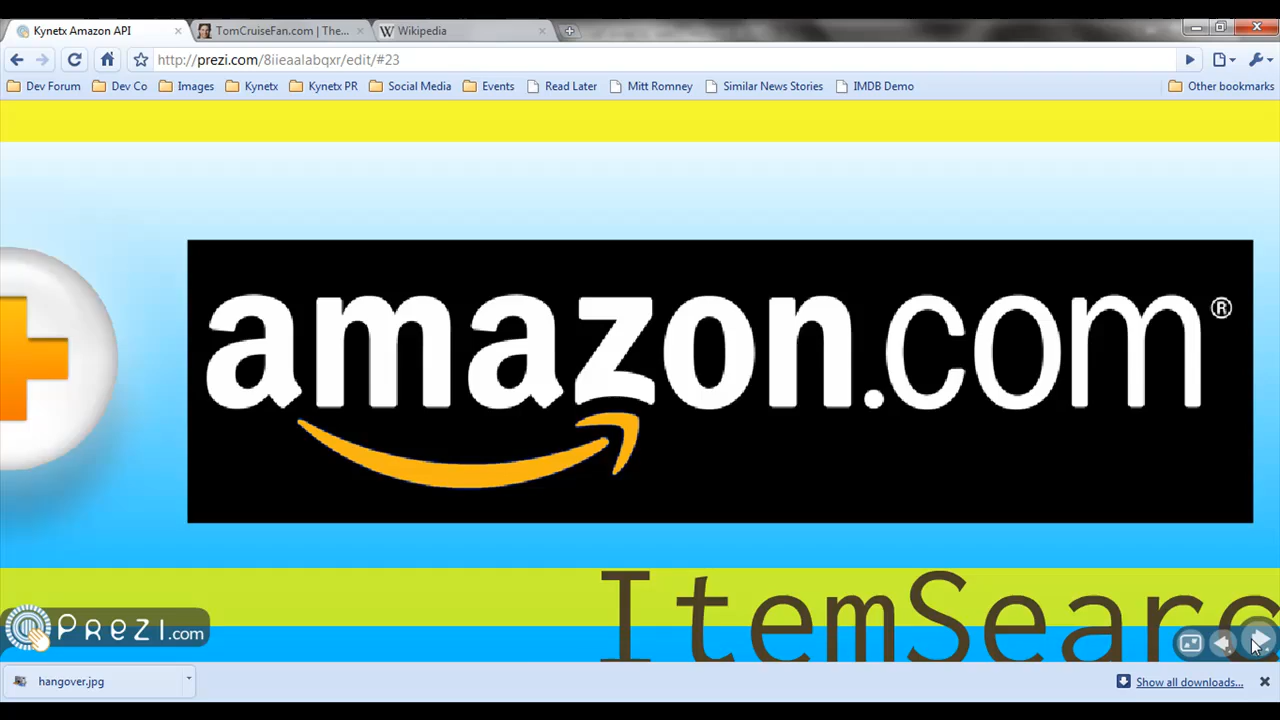 Kynetx Amazon API
TomCruiseFan.com | The...
Wikipedia
http://prezi.com/8iieaalabqxr/edit/#23
Dev Forum
Dev Co
Images
Kynetx
Kynetx PR
Social Media
Events
Read Later
Mitt Romney
Similar News Stories
IMDB Demo
Other bookmarks
amazon.com®
ItemSearc
PREZI.com
hangover.jpg
Show all downloads...